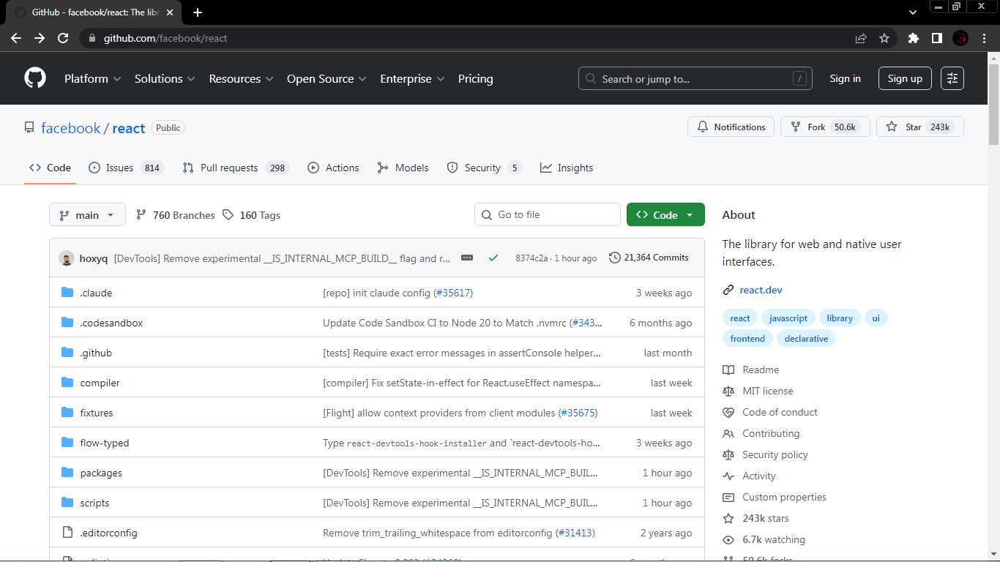 GitHub - facebook/react: The libr
github.com/facebook/react
Platform Solutions Resources Open Source Enterprise Pricing Search or jump to... / Sign in Sign up
facebook / react Public Notifications Fork 50.6k Star 243k
Code Issues 814 Pull requests 298 Actions Models Security 5 Insights
main 760 Branches 160 Tags Go to file Code
hoxyq [DevTools] Remove experimental __IS_INTERNAL_MCP_BUILD__ flag and r... 8374c2a · 1 hour ago 21,364 Commits
.claude [repo] init claude config (#35617) 3 weeks ago
.codesandbox Update Code Sandbox CI to Node 20 to Match .nvmrc (#343... 6 months ago
.github [tests] Require exact error messages in assertConsole helper... last month
compiler [compiler] Fix setState-in-effect for React.useEffect namespa... last week
fixtures [Flight] allow context providers from client modules (#35675) last week
flow-typed Type react-devtools-hook-installer and `react-devtools-ho... 3 weeks ago
packages [DevTools] Remove experimental __IS_INTERNAL_MCP_BUIL... 1 hour ago
scripts [DevTools] Remove experimental __IS_INTERNAL_MCP_BUIL... 1 hour ago
.editorconfig Remove trim_trailing_whitespace from editorconfig (#31413) 2 years ago
About
The library for web and native user
interfaces.
react.dev
react javascript library ui
frontend declarative
Readme
MIT license
Code of conduct
Contributing
Security policy
Activity
Custom properties
243k stars
6.7k watching
50.6k forks